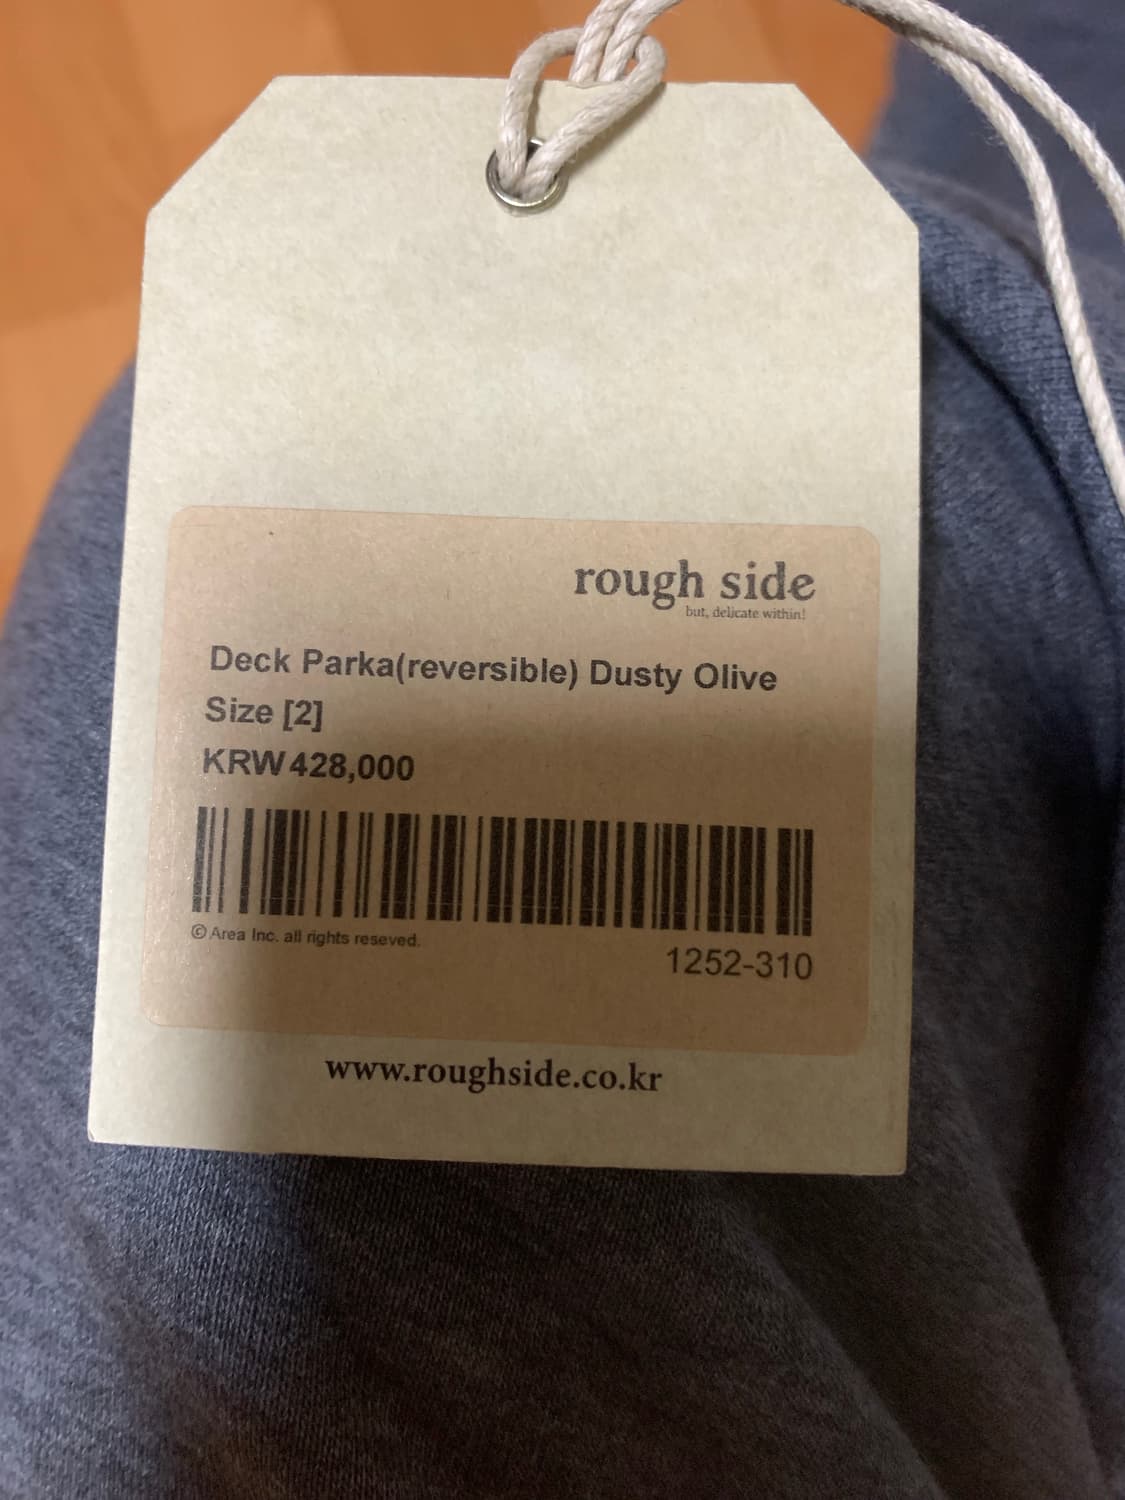 rough side
but, delicate within!
Deck Parka(reversible) Dusty Olive
Size [2]
KRW 428,000
© Area Inc. all rights reseved.
1252-310
www.roughside.co.kr